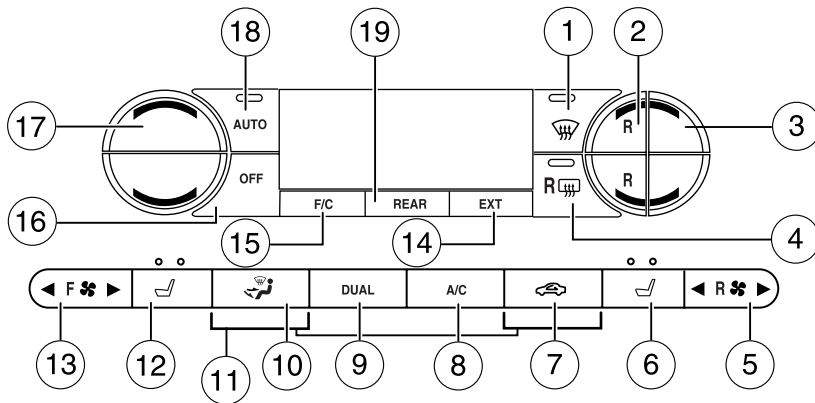 18 19 1 2
17 AUTO R 3
OFF R R
16 F/C REAR EXT 4
15 14
F DUAL A/C R
13 12 11 10 9 8 7 6 5